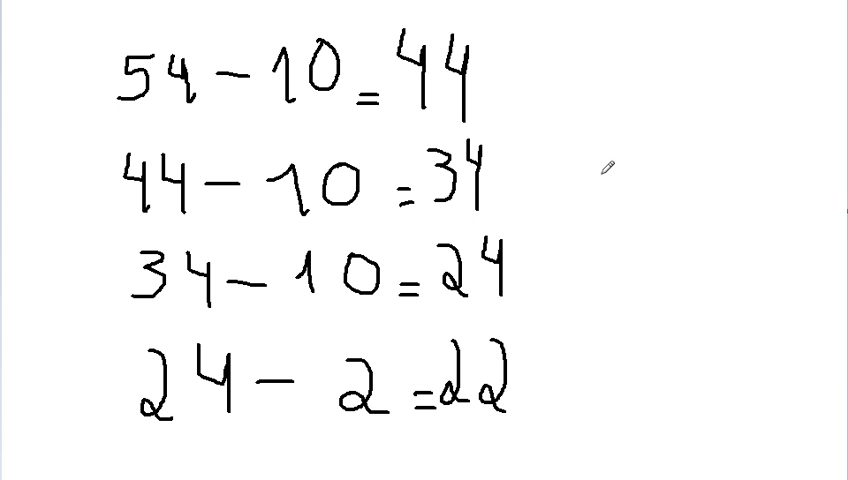 54 - 10 = 44
44 - 10 = 34
34 - 10 = 24
24 - 2 = 22